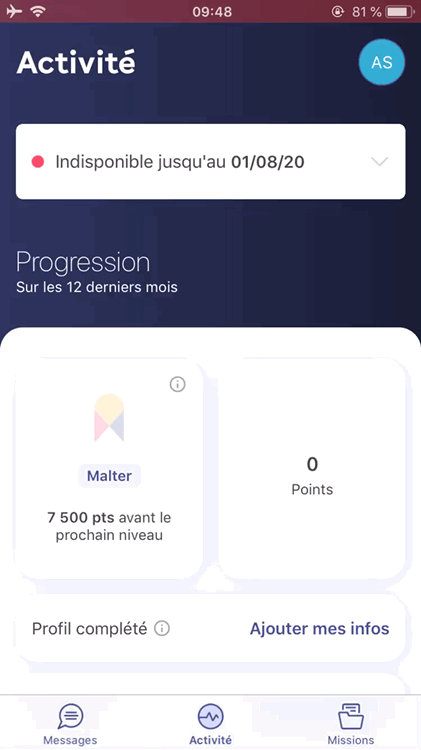 09:48
81 %
Activité
AS
Indisponible jusqu'au 01/08/20
Progression
Sur les 12 derniers mois
Malter
7 500 pts avant le
prochain niveau
0
Points
Profil complété
Ajouter mes infos
Messages
Activité
Missions